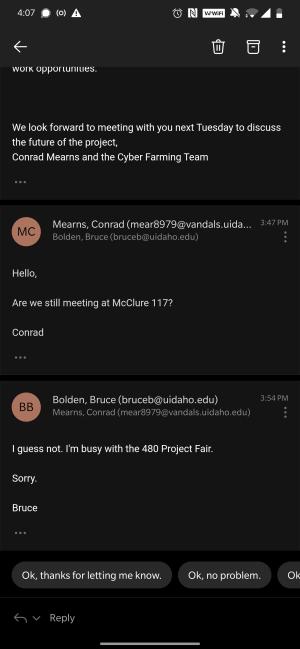 4:07
VoWiFi
work opportunities.
We look forward to meeting with you next Tuesday to discuss
the future of the project,
Conrad Mearns and the Cyber Farming Team
MC
Mearns, Conrad (mear8979@vandals.uida...
3:47 PM
Bolden, Bruce (bruceb@uidaho.edu)
Hello,
Are we still meeting at McClure 117?
Conrad
BB
Bolden, Bruce (bruceb@uidaho.edu)
3:54 PM
Mearns, Conrad (mear8979@vandals.uidaho.edu)
I guess not. I'm busy with the 480 Project Fair.
Sorry.
Bruce
Ok, thanks for letting me know.
Ok, no problem.
Ok
Reply